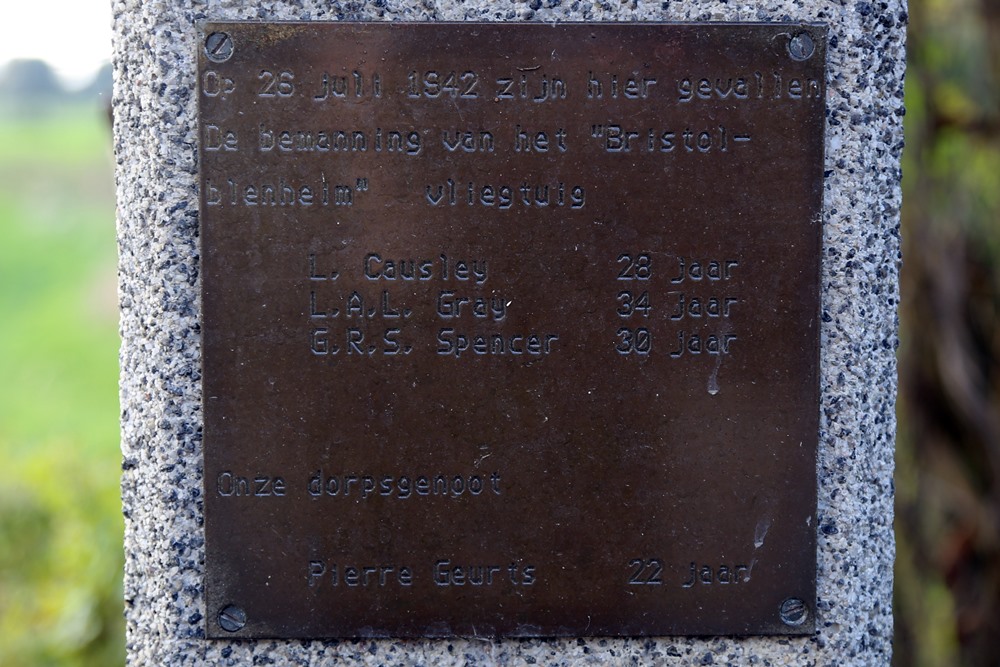 Op 26 juli 1942 zijn hier gevallen
De bemanning van het "Bristol-
blenheim" vliegtuig
L. Causley 28 jaar
L.A.L. Gray 34 jaar
G.R.S. Spencer 30 jaar
Onze dorpsgenoot
Pierre Geurts 22 jaar